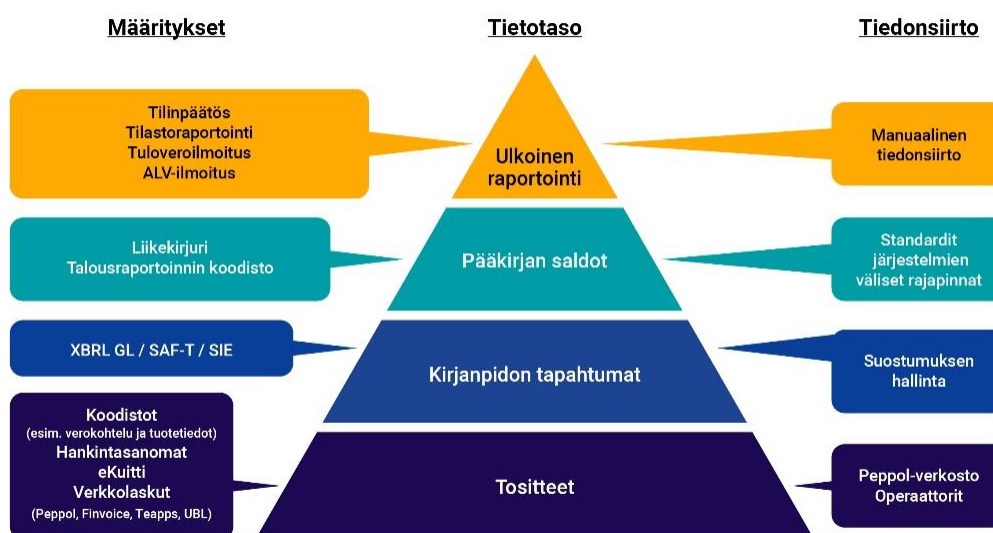 Määritykset
Tietotaso
Tiedonsiirto
Tilinpäätös
Tilastoraportointi
Tuloveroilmoitus
ALV-ilmoitus
Ulkoinen
raportointi
Manuaalinen
tiedonsiirto
Liikekirjuri
Talousraportoinnin koodisto
Pääkirjan saldot
Standardit
järjestelmien
väliset rajapinnat
XBRL GL / SAF-T / SIE
Kirjanpidon tapahtumat
Suostumuksen
hallinta
Koodistot
(esim. verokohtelu ja tuotetiedot)
Hankintasanomat
eKuitti
Verkkolaskut
(Peppol, Finvoice, Teapps, UBL)
Tositteet
Peppol-verkosto
Operaattorit